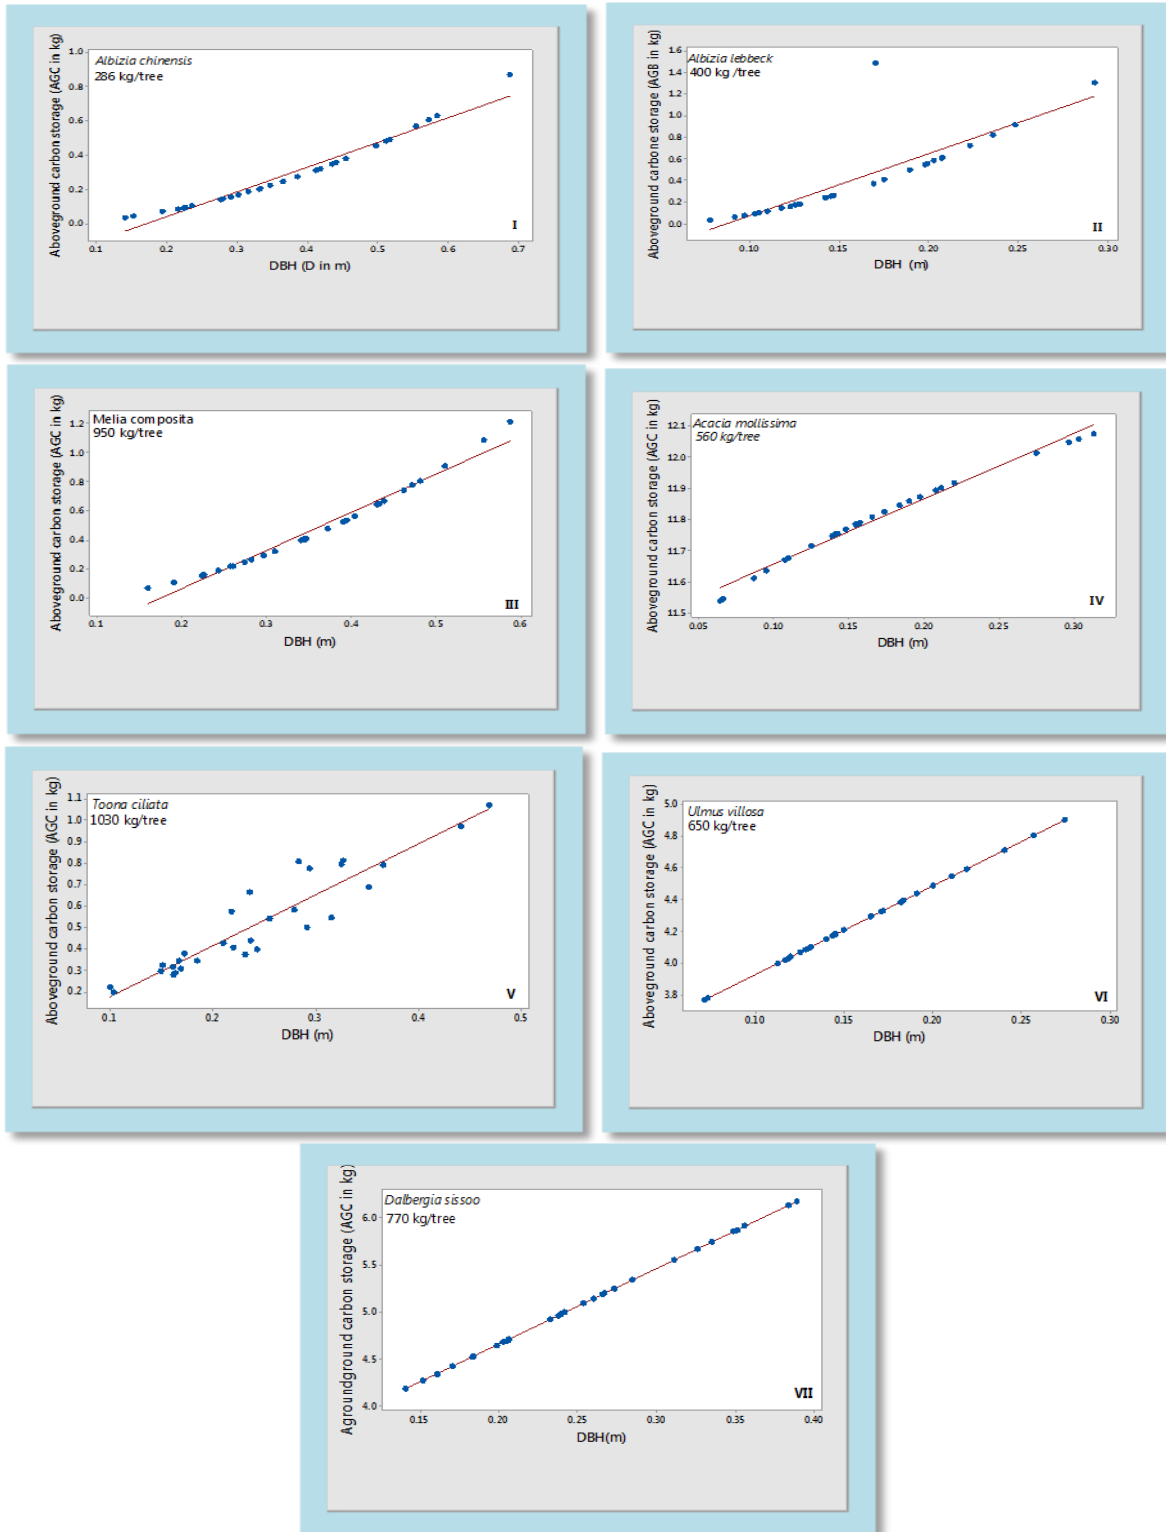 Aboveground carbon storage (AGC in kg)
Albizia chinensis
286 kg/tree
1.0
0.8
0.6
0.4
0.2
0.0
I
0.1 0.2 0.3 0.4 0.5 0.6 0.7
DBH (D in m)
Aboveground carbone storage (AGB in kg)
Albizia lebbeck
400 kg /tree
1.6
1.4
1.2
1.0
0.8
0.6
0.4
0.2
0.0
II
0.10 0.15 0.20 0.25 0.30
DBH (m)
Aboveground carbon storage (AGC in kg)
Melia composita
950 kg/tree
1.2
1.0
0.8
0.6
0.4
0.2
0.0
III
0.1 0.2 0.3 0.4 0.5 0.6
DBH (m)
Aboveground carbon storage (AGC in kg)
Acacia mollissima
560 kg/tree
12.1
12.0
11.9
11.8
11.7
11.6
11.5
IV
0.05 0.10 0.15 0.20 0.25 0.30
DBH (m)
Aboveground carbon storage (AGC in kg)
Toona ciliata
1030 kg/tree
1.1
1.0
0.9
0.8
0.7
0.6
0.5
0.4
0.3
0.2
V
0.1 0.2 0.3 0.4 0.5
DBH (m)
Aboveground carbon storage (AGC in kg)
Ulmus villosa
650 kg/tree
5.0
4.8
4.6
4.4
4.2
4.0
3.8
VI
0.10 0.15 0.20 0.25 0.30
DBH (m)
Agroundground carbon storage (AGC in kg)
Dalbergia sissoo
770 kg/tree
6.0
5.5
5.0
4.5
4.0
VII
0.15 0.20 0.25 0.30 0.35 0.40
DBH(m)